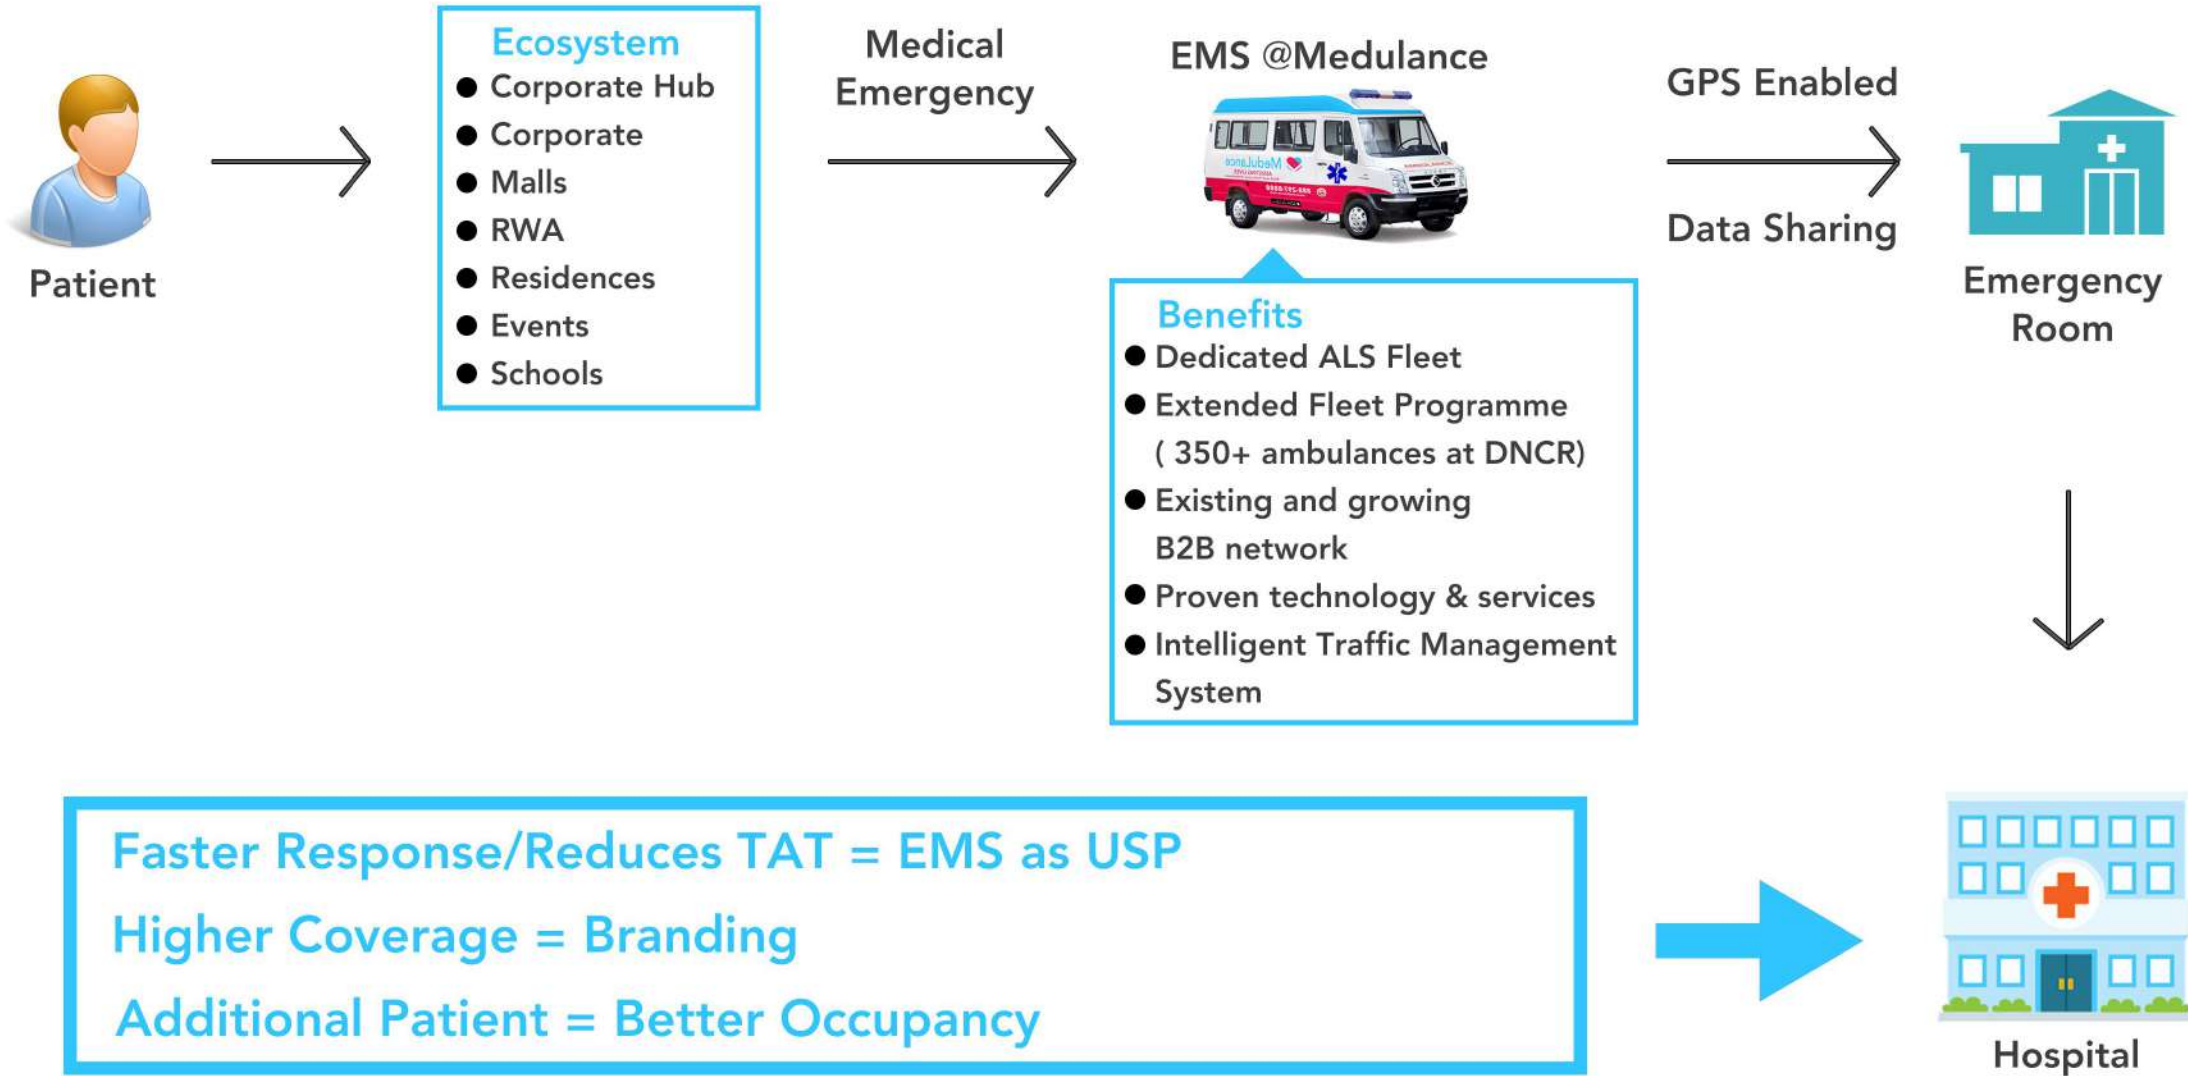 Patient
Ecosystem
Corporate Hub
Corporate
Malls
RWA
Residences
Events
Schools
Medical
Emergency
EMS @Medulance
Benefits
Dedicated ALS Fleet
Extended Fleet Programme
( 350+ ambulances at DNCR)
Existing and growing
B2B network
Proven technology & services
Intelligent Traffic Management
System
GPS Enabled
Data Sharing
Emergency
Room
Faster Response/Reduces TAT = EMS as USP
Higher Coverage = Branding
Additional Patient = Better Occupancy
Hospital